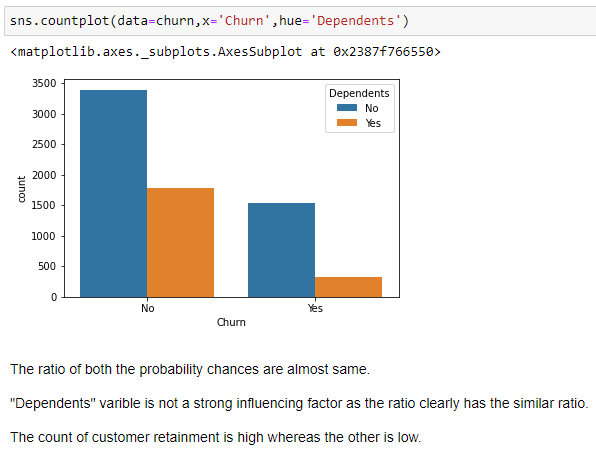 sns.countplot(data=churn,x='Churn',hue='Dependents')
<matplotlib.axes._subplots.AxesSubplot at 0x2387f766550>
3500
3000
2500
2000
1500
1000
500
0
count
Dependents
No
Yes
No
Yes
Churn
The ratio of both the probability chances are almost same.
"Dependents" varible is not a strong influencing factor as the ratio clearly has the similar ratio.
The count of customer retainment is high whereas the other is low.